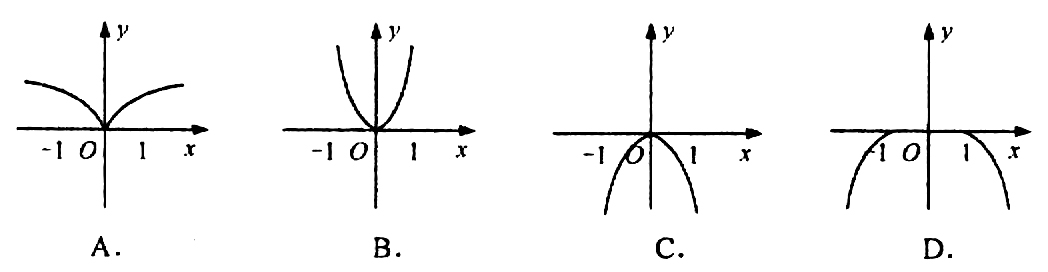 y y y y
-1 O 1 x -1 O 1 x -1 O 1 x -1 O 1 x
A. B. C. D.